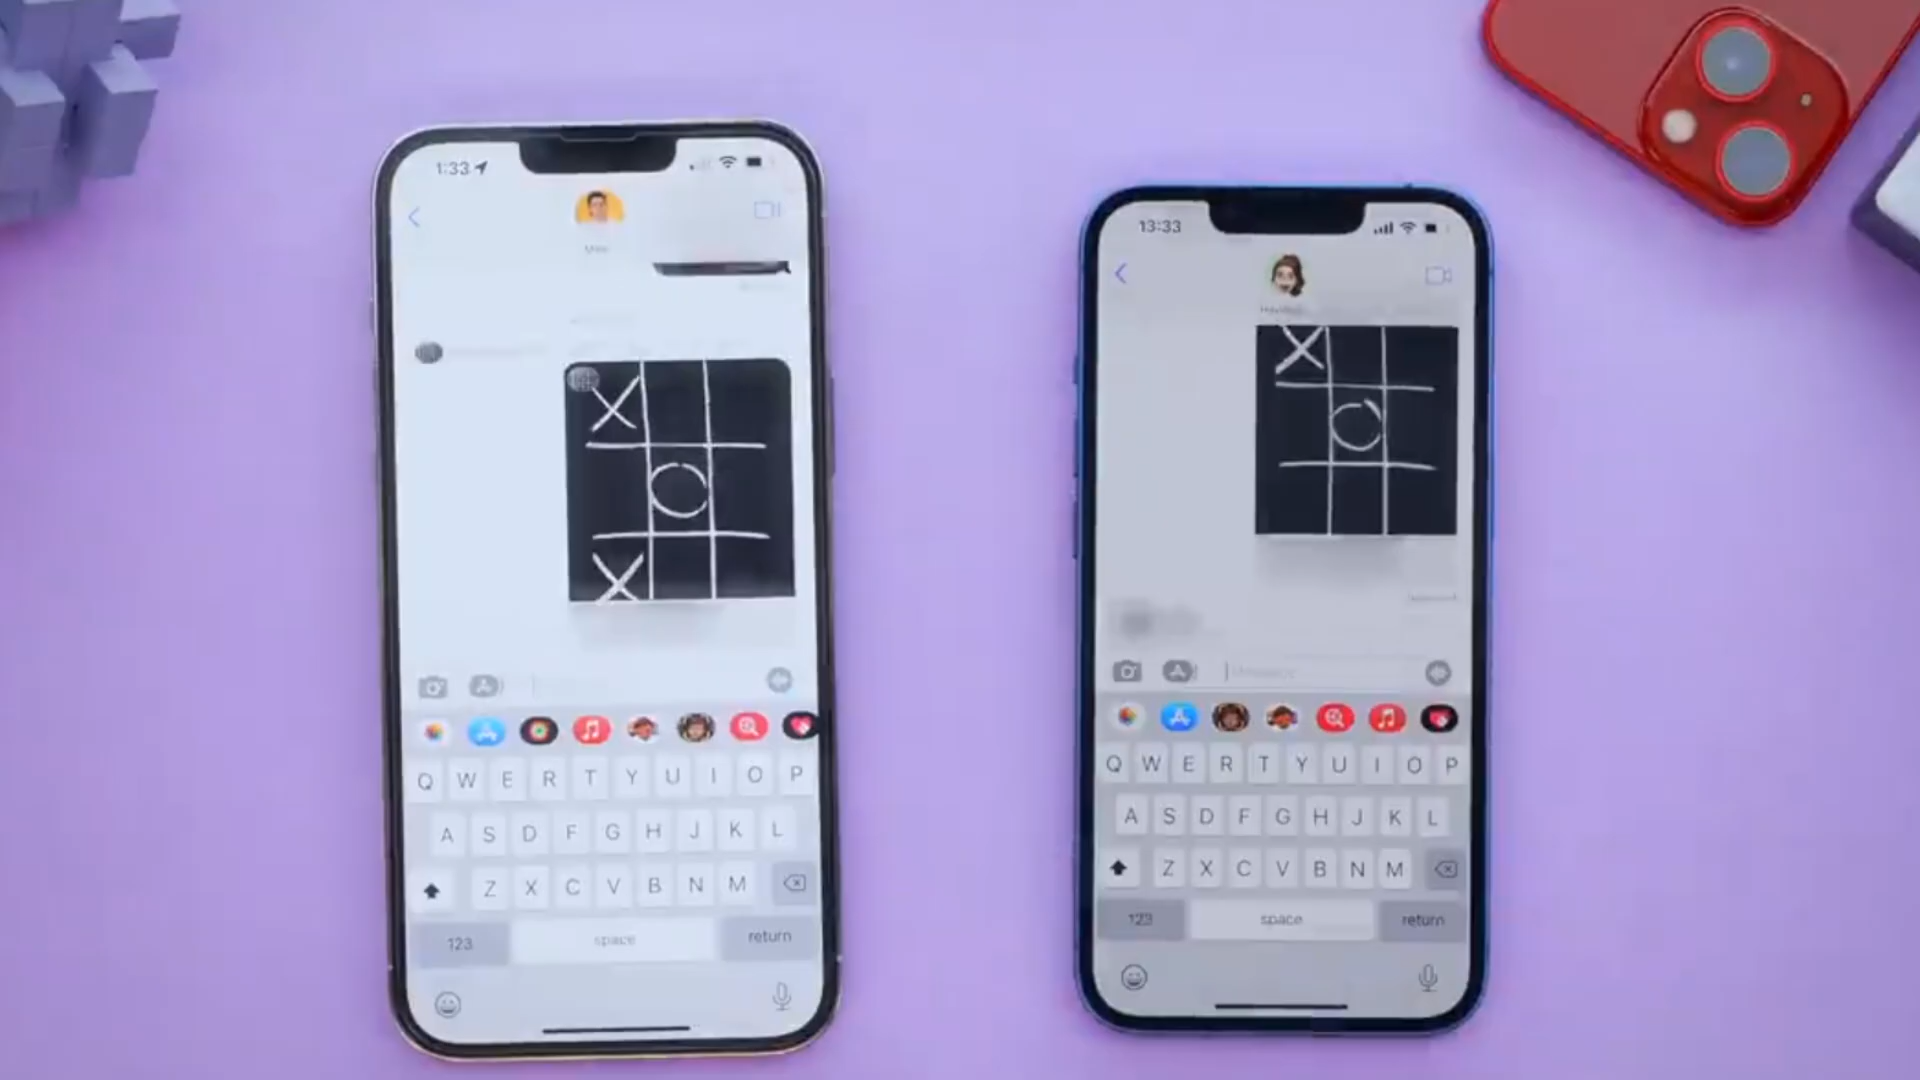 1:33
X
O
X
Q W E R T Y U I O P
A S D F G H J K L
Z X C V B N M
123 space return
13:33
X
O
Q W E R T Y U I O P
A S D F G H J K L
Z X C V B N M
123 space return